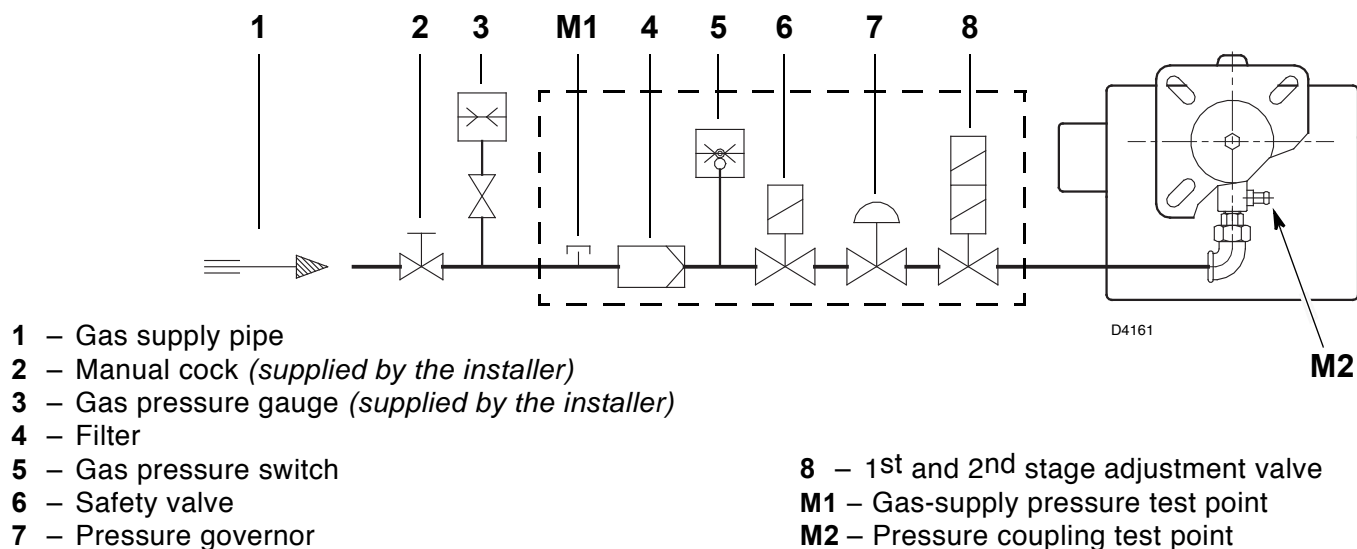 1 2 3 M1 4 5 6 7 8
D4161
M2
1 – Gas supply pipe
2 – Manual cock (supplied by the installer)
3 – Gas pressure gauge (supplied by the installer)
4 – Filter
5 – Gas pressure switch
6 – Safety valve
7 – Pressure governor
8 – 1st and 2nd stage adjustment valve
M1 – Gas-supply pressure test point
M2 – Pressure coupling test point